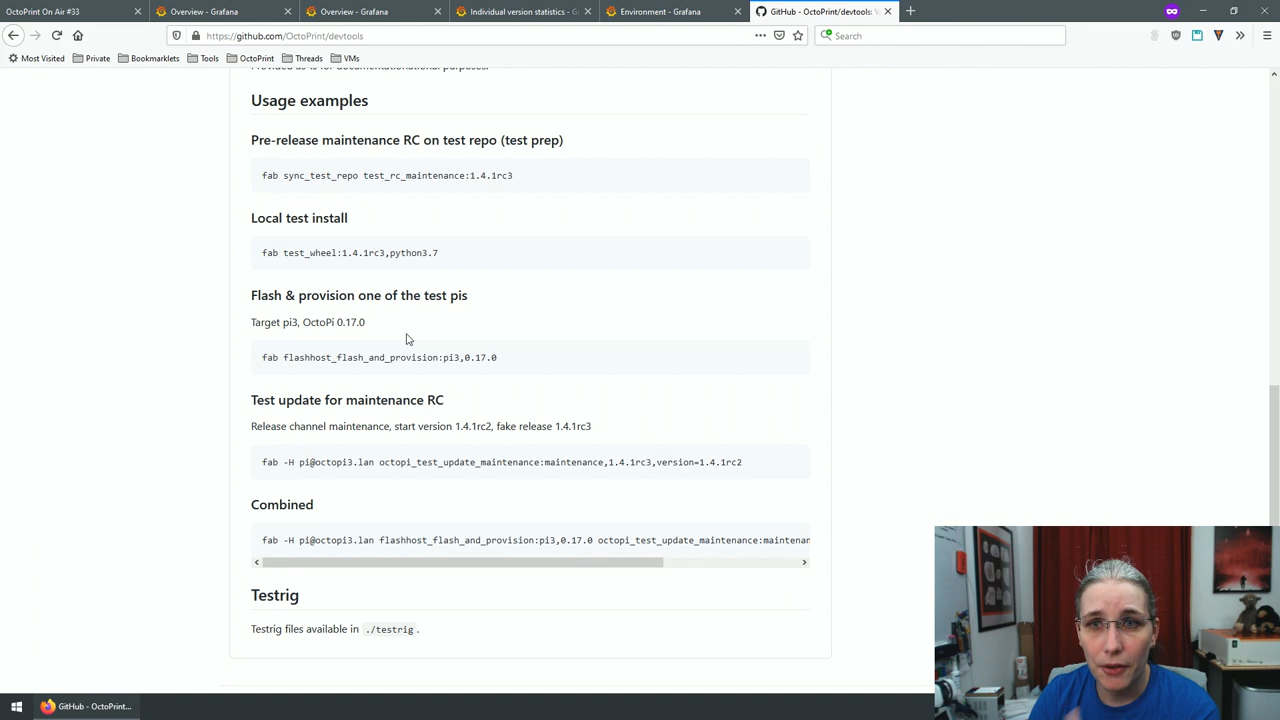 OctoPrint On Air #33
Overview - Grafana
Overview - Grafana
Individual version statistics - G
Environment - Grafana
GitHub - OctoPrint/devtools: V
https://github.com/OctoPrint/devtools
Search
Most Visited
Private
Bookmarklets
Tools
OctoPrint
Threads
VMs
Provided as is for documentationational purposes.
Usage examples
Pre-release maintenance RC on test repo (test prep)
fab sync_test_repo test_rc_maintenance:1.4.1rc3
Local test install
fab test_wheel:1.4.1rc3,python3.7
Flash & provision one of the test pis
Target pi3, OctoPi 0.17.0
fab flashhost_flash_and_provision:pi3,0.17.0
Test update for maintenance RC
Release channel maintenance, start version 1.4.1rc2, fake release 1.4.1rc3
fab -H pi@octopi3.lan octopi_test_update_maintenance:maintenance,1.4.1rc3,version=1.4.1rc2
Combined
fab -H pi@octopi3.lan flashhost_flash_and_provision:pi3,0.17.0 octopi_test_update_maintenance:maintenan
Testrig
Testrig files available in ./testrig.
GitHub - OctoPrint...